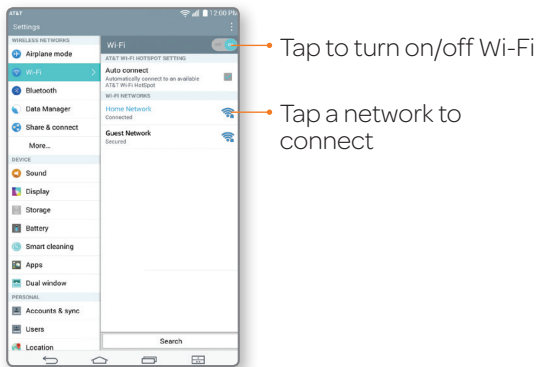 AT&T
12:00 PM
Settings
WIRELESS NETWORKS
Airplane mode
Wi-Fi
Bluetooth
Data Manager
Share & connect
More...
DEVICE
Sound
Display
Storage
Battery
Smart cleaning
Apps
Dual window
PERSONAL
Accounts & sync
Users
Location
Wi-Fi
AT&T WI-FI HOTSPOT SETTING
Auto connect
Automatically connect to an available
AT&T Wi-Fi HotSpot
WI-FI NETWORKS
Home Network
Connected
Guest Network
Secured
Search
Tap to turn on/off Wi-Fi
Tap a network to
connect